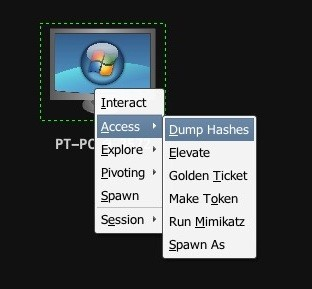 PT-PC
Interact
Access
Explore
Pivoting
Spawn
Session
Dump Hashes
Elevate
Golden Ticket
Make Token
Run Mimikatz
Spawn As